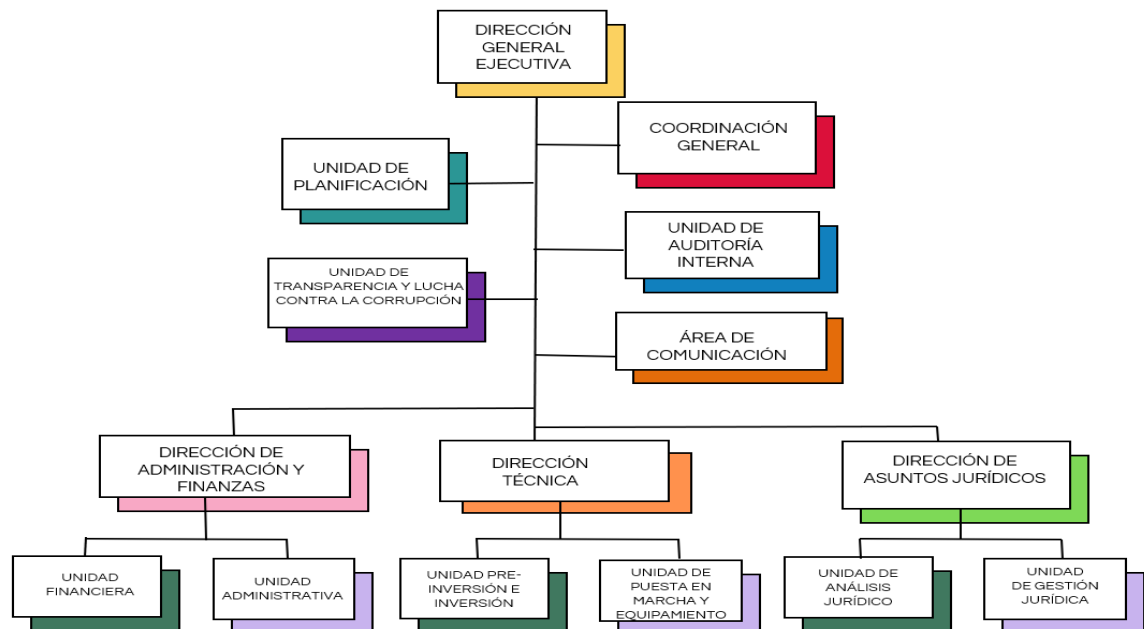 DIRECCIÓN
GENERAL
EJECUTIVA
COORDINACIÓN
GENERAL
UNIDAD DE
PLANIFICACIÓN
UNIDAD DE
AUDITORÍA
INTERNA
UNIDAD DE
TRANSPARENCIA Y LUCHA
CONTRA LA CORRUPCIÓN
ÁREA DE
COMUNICACIÓN
DIRECCIÓN DE
ADMINISTRACIÓN Y
FINANZAS
DIRECCIÓN
TÉCNICA
DIRECCIÓN DE
ASUNTOS JURÍDICOS
UNIDAD
FINANCIERA
UNIDAD
ADMINISTRATIVA
UNIDAD PRE-
INVERSIÓN E
INVERSIÓN
UNIDAD DE
PUESTA EN
MARCHA Y
EQUIPAMIENTO
UNIDAD DE
ANÁLISIS
JURÍDICO
UNIDAD
DE GESTIÓN
JURÍDICA